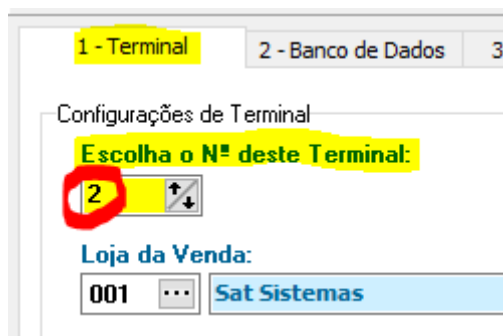 1 - Terminal 2 - Banco de Dados 3
Configurações de Terminal
Escolha o Nº deste Terminal:
2
Loja da Venda:
001 ... Sat Sistemas